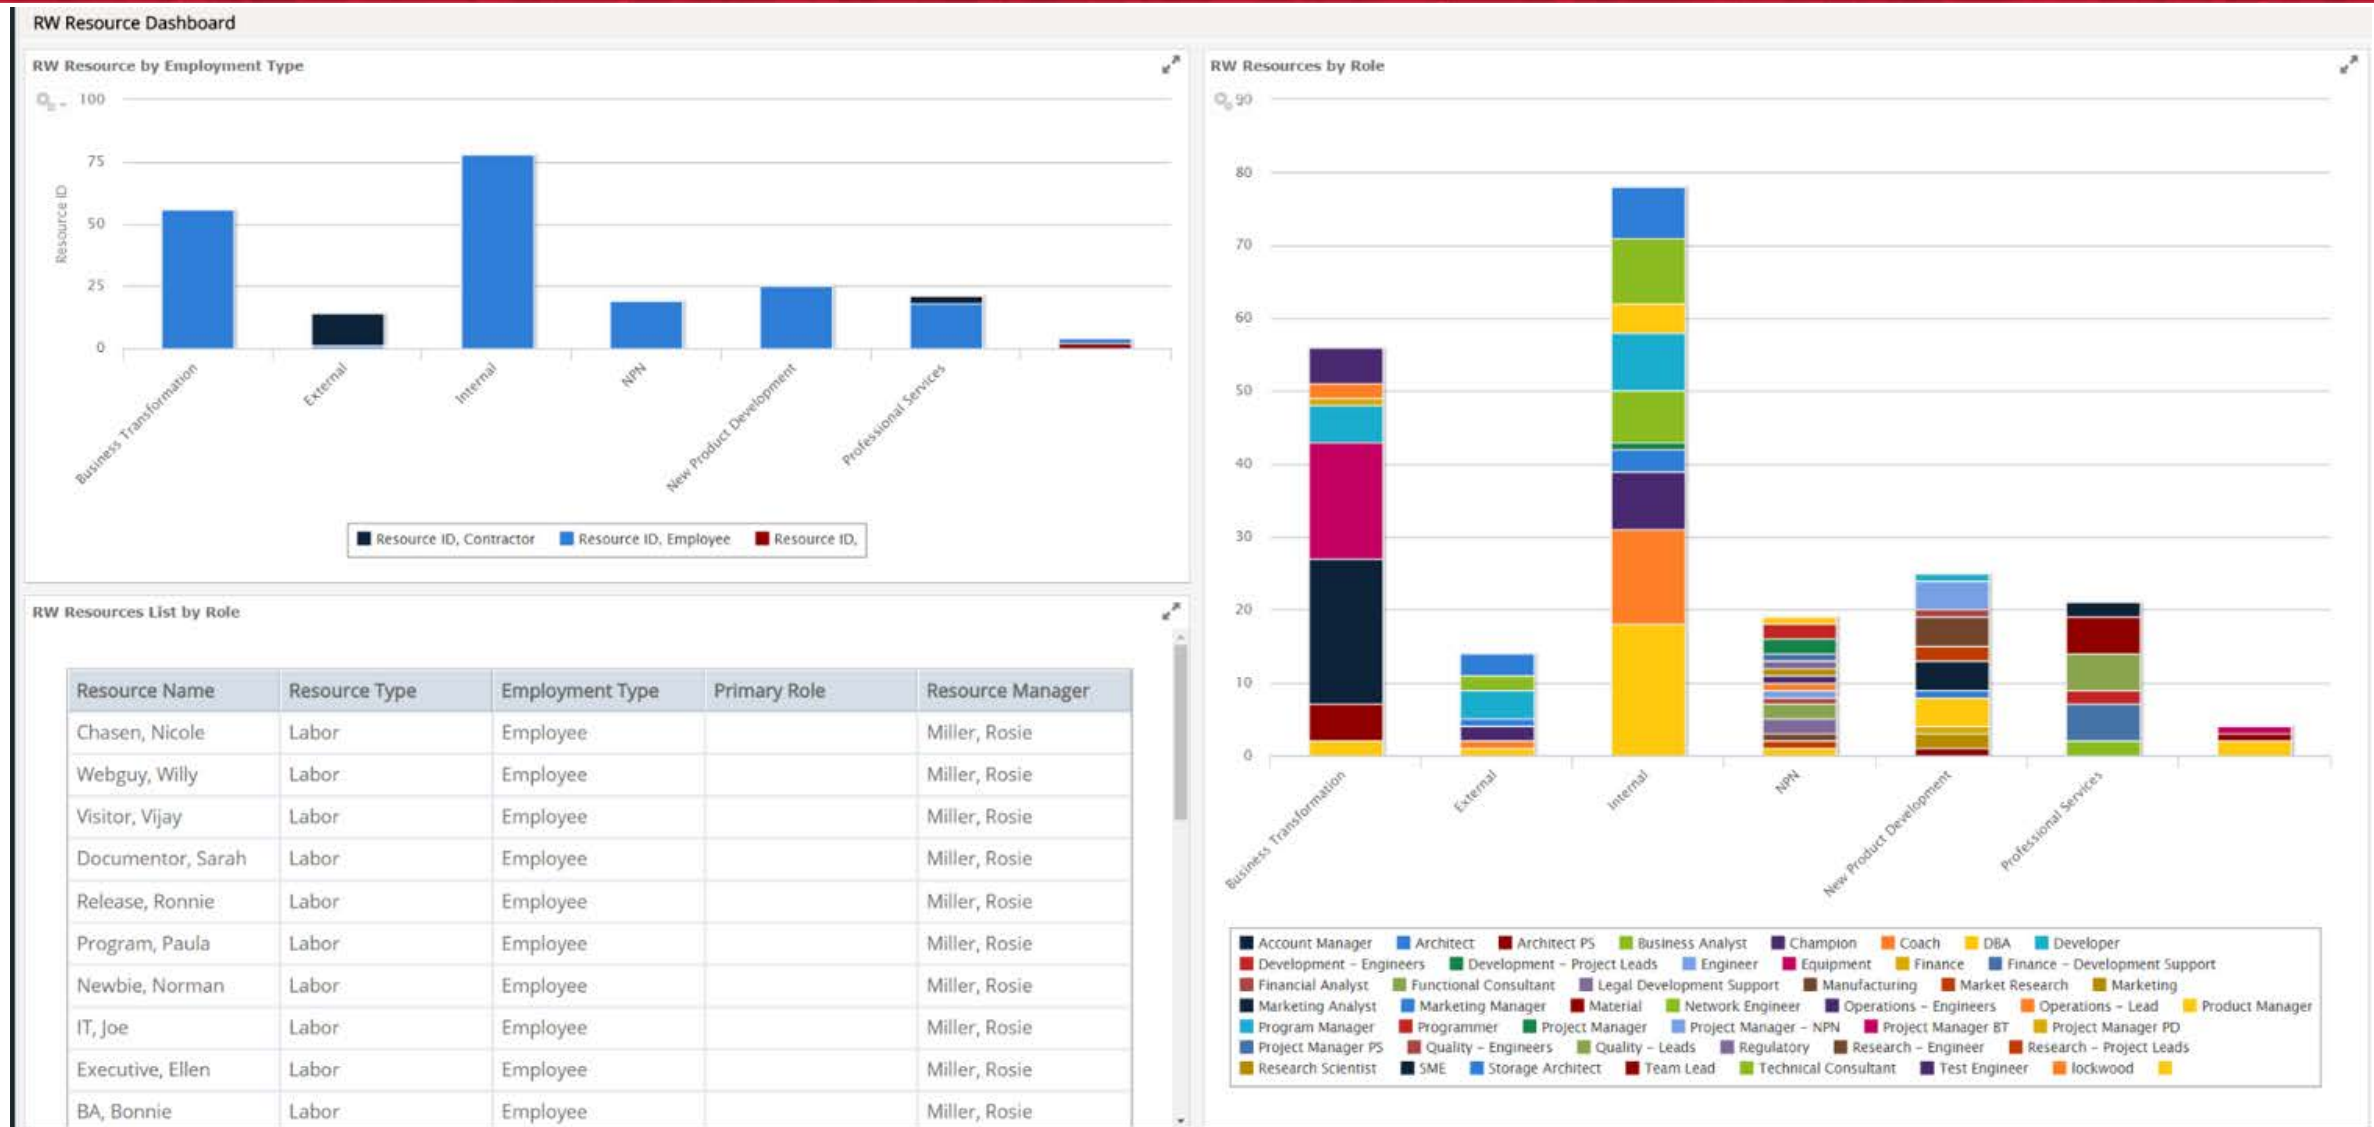 RW Resource Dashboard
RW Resource by Employment Type
100
75
50
25
0
Resource ID
Business Transformation
External
Internal
NPN
New Product Development
Professional Services
Resource ID, Contractor Resource ID, Employee Resource ID,
RW Resources List by Role
Resource Name Resource Type Employment Type Primary Role Resource Manager
Chasen, Nicole Labor Employee Miller, Rosie
Webguy, Willy Labor Employee Miller, Rosie
Visitor, Vijay Labor Employee Miller, Rosie
Documentor, Sarah Labor Employee Miller, Rosie
Release, Ronnie Labor Employee Miller, Rosie
Program, Paula Labor Employee Miller, Rosie
Newbie, Norman Labor Employee Miller, Rosie
IT, Joe Labor Employee Miller, Rosie
Executive, Ellen Labor Employee Miller, Rosie
BA, Bonnie Labor Employee Miller, Rosie
RW Resources by Role
90
80
70
60
50
40
30
20
10
0
Business Transformation
External
Internal
NPN
New Product Development
Professional Services
Account Manager Architect Architect PS Business Analyst Champion Coach DBA Developer
Development – Engineers Development – Project Leads Engineer Equipment Finance Finance – Development Support
Financial Analyst Functional Consultant Legal Development Support Manufacturing Market Research Marketing
Marketing Analyst Marketing Manager Material Network Engineer Operations – Engineers Operations – Lead Product Manager
Program Manager Programmer Project Manager Project Manager – NPN Project Manager BT Project Manager PD
Project Manager PS Quality – Engineers Quality – Leads Regulatory Research – Engineer Research – Project Leads
Research Scientist SME Storage Architect Team Lead Technical Consultant Test Engineer lockwood